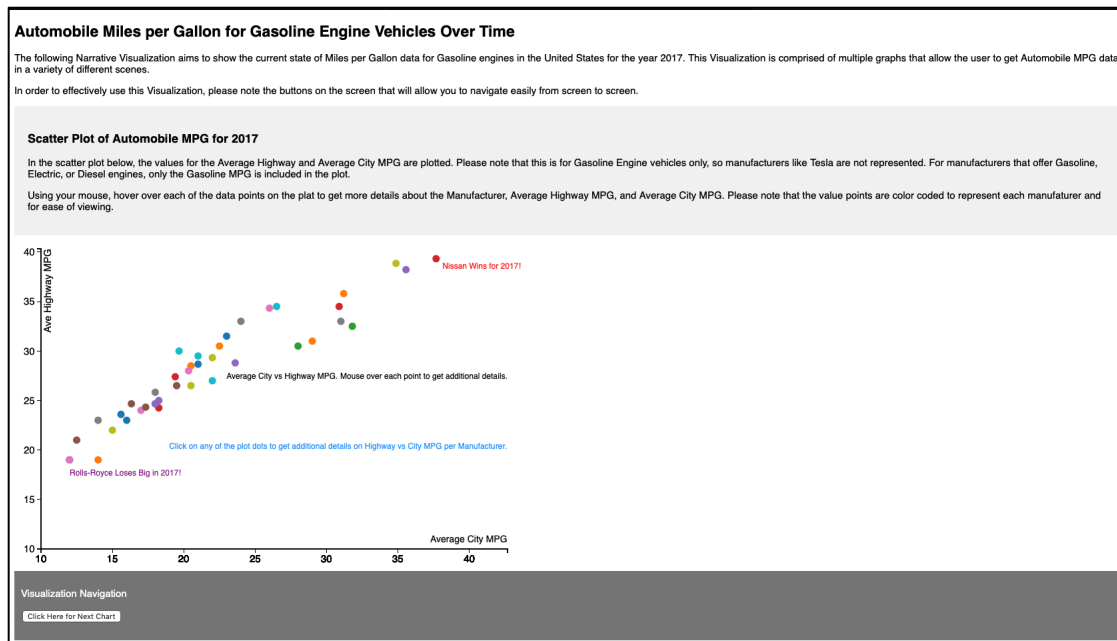 Automobile Miles per Gallon for Gasoline Engine Vehicles Over Time
The following Narrative Visualization aims to show the current state of Miles per Gallon data for Gasoline engines in the United States for the year 2017. This Visualization is comprised of multiple graphs that allow the user to get Automobile MPG data
in a variety of different scenes.
In order to effectively use this Visualization, please note the buttons on the screen that will allow you to navigate easily from screen to screen.
Scatter Plot of Automobile MPG for 2017
In the scatter plot below, the values for the Average Highway and Average City MPG are plotted. Please note that this is for Gasoline Engine vehicles only, so manufacturers like Tesla are not represented. For manufacturers that offer Gasoline,
Electric, or Diesel engines, only the Gasoline MPG is included in the plot.
Using your mouse, hover over each of the data points on the plat to get more details about the Manufacturer, Average Highway MPG, and Average City MPG. Please note that the value points are color coded to represent each manufaturer and
for ease of viewing.
40
Ave Highway MPG
Nissan Wins for 2017!
35
30
Average City vs Highway MPG. Mouse over each point to get additional details.
25
20
Click on any of the plot dots to get additional details on Highway vs City MPG per Manufacturer.
Rolls-Royce Loses Big in 2017!
15
Average City MPG
10
10 15 20 25 30 35 40
Visualization Navigation
Click Here for Next Chart